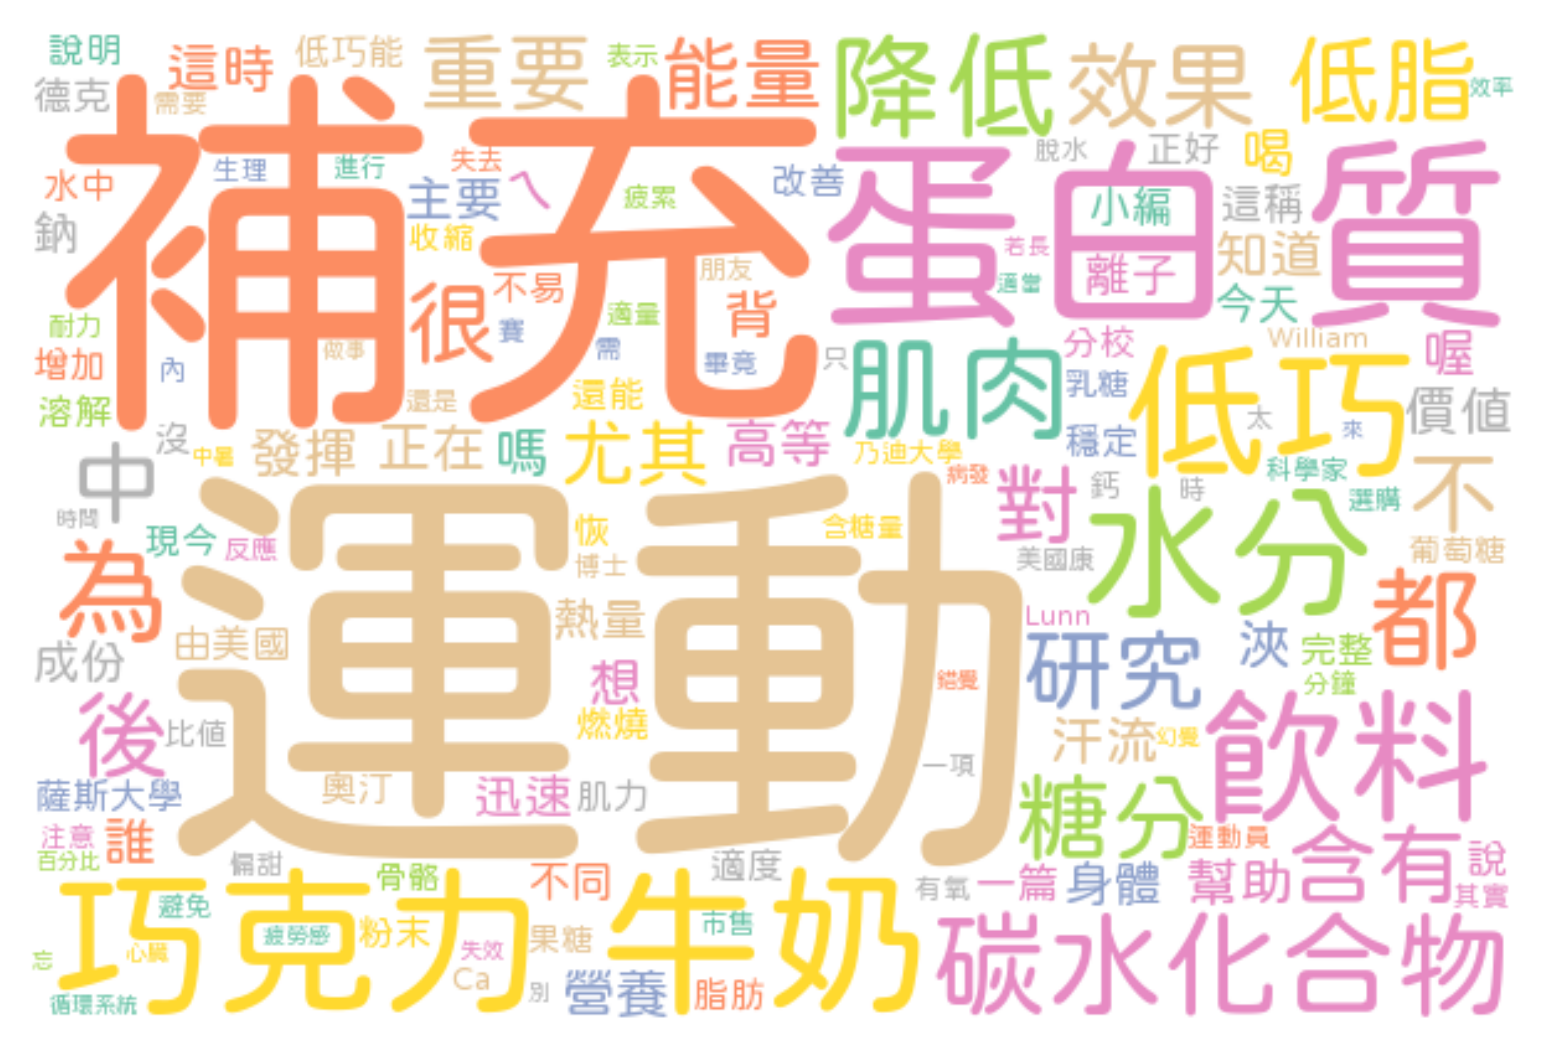 說明
這時
低巧能
重要
表示
能量
降低
效果
低脂
效率
德克
需要
補充
生理
進行
失去
主要
ㄟ
疲累
改善
蛋白質
脫水
正好
喝
水中
鈉
收縮
小編
這稱
若長
離子
知道
朋友
不易
很
適量
背
適當
今天
耐力
賽
需
做事
畢竟
只
肌肉
分校
William
喔
增加
內
溶解
還是
還能
乳糖
低巧
價值
太
來
沒
中
中暑
發揮
正在
嗎
尤其
高等
乃迪大學
穩定
科學家
病發
對
鈣
時
選購
不
時間
現今
反應
運動
恢
含糖量
博士
美國康
水分
葡萄糖
為
熱量
Lunn
都
由美國
成份
想
錯覺
研究
浹
完整
分鐘
後
比值
燃燒
汗流
幻覺
飲料
一項
薩斯大學
奧汀
迅速
肌力
糖分
注意
誰
百分比
偏甜
骨骼
不同
適度
有氧
一篇
身體
運動員
幫助
含有
說
其實
巧克力
牛奶
避免
疲勞感
粉末
心臟
失效
果糖
市售
碳水化合物
忘
循環系統
Ca
別
營養
脂肪